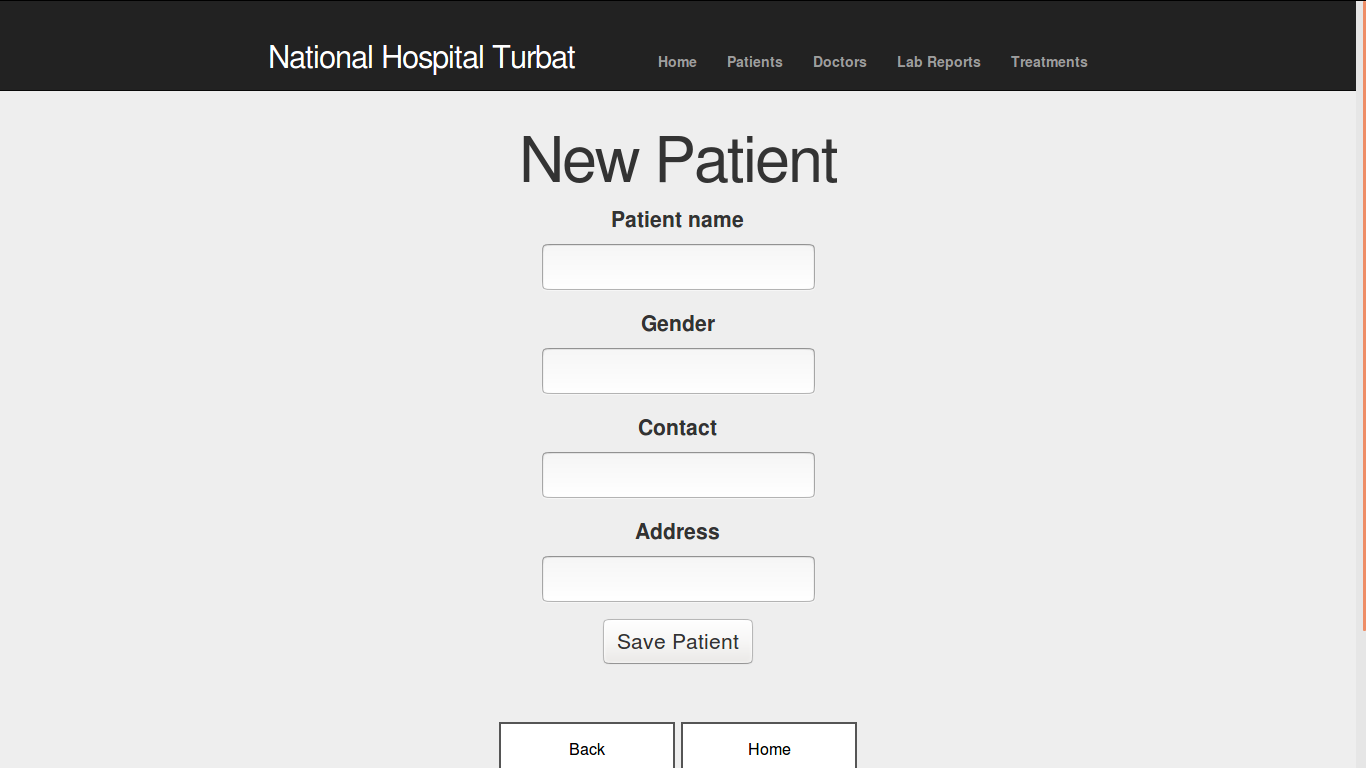 National Hospital Turbat Home Patients Doctors Lab Reports Treatments
New Patient
Patient name
Gender
Contact
Address
Save Patient
Back Home